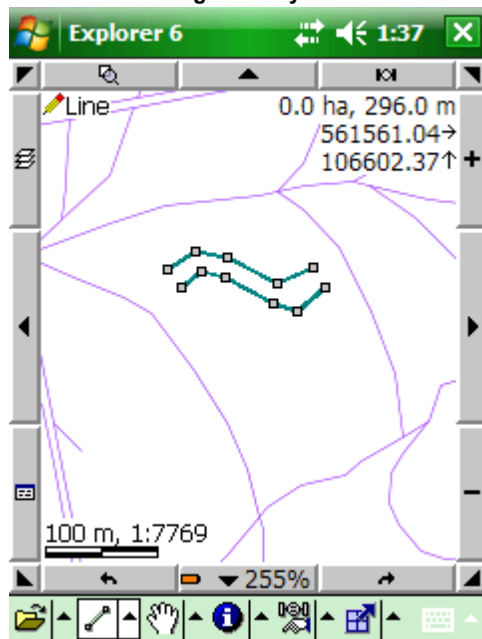 Explorer 6 1:37
Line 0.0 ha, 296.0 m
561561.04→
106602.37↑
100 m, 1:7769
255%